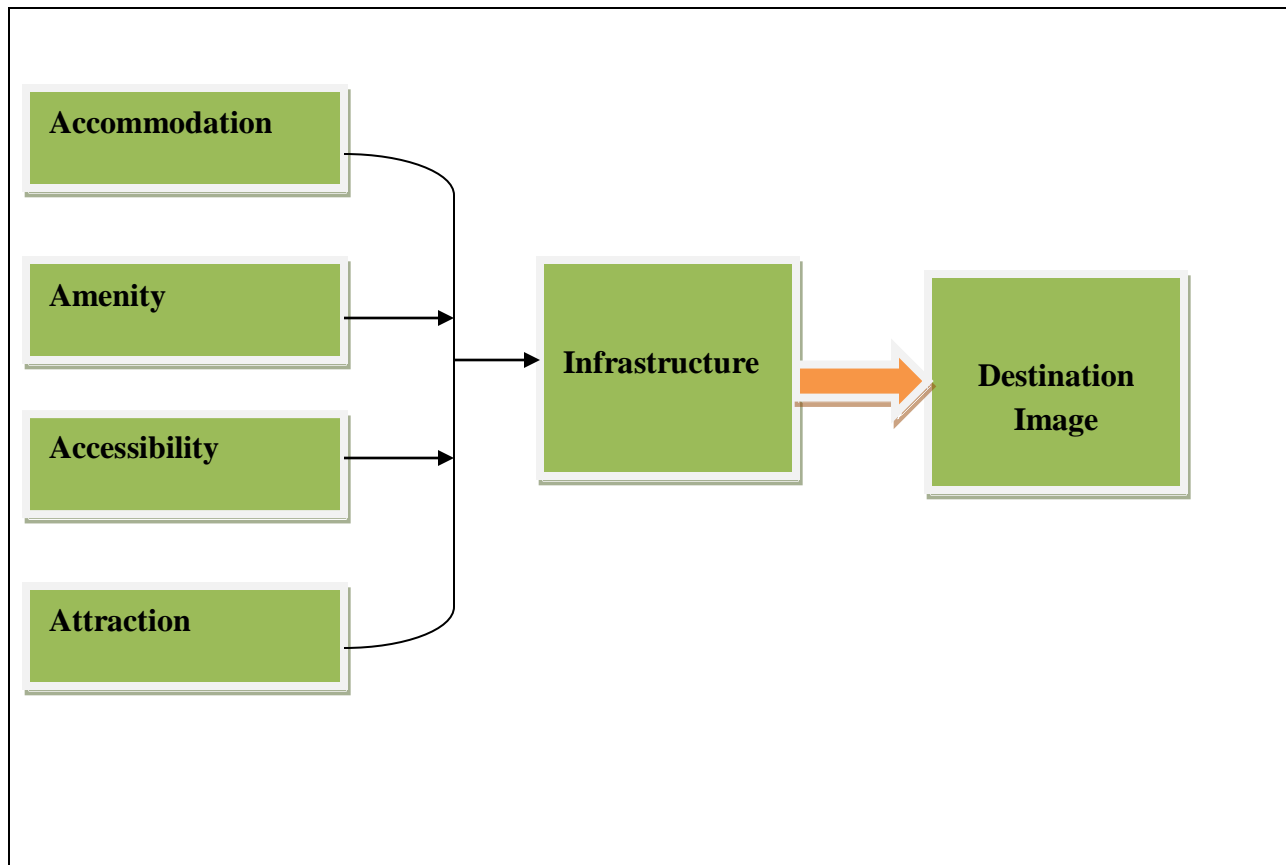 Accommodation
Amenity
Accessibility
Attraction
Infrastructure
Destination
Image